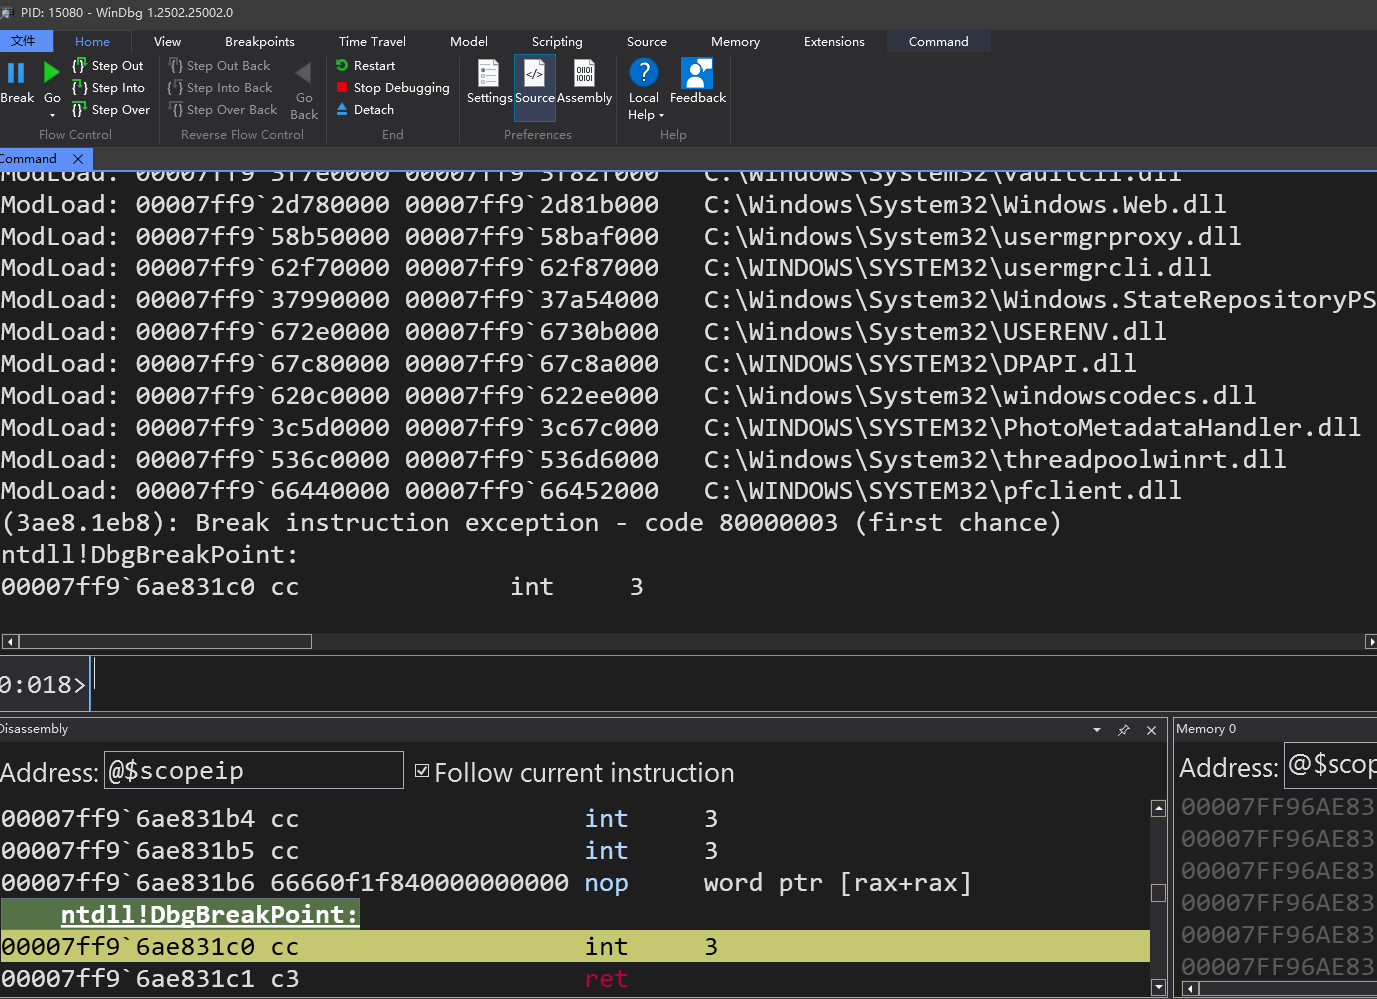 PID: 15080 - WinDbg 1.2502.25002.0
文件 Home View Breakpoints Time Travel Model Scripting Source Memory Extensions Command
Break Go Step Out Step Into Step Over
Flow Control
Step Out Back Step Into Back Step Over Back Go Back
Reverse Flow Control
Restart
Stop Debugging
Detach
End
Settings Source Assembly
Preferences
Local Help Feedback
Help
Command
ModLoad: 00007ff9`3f7e0000 00007ff9`3f82f000 C:\Windows\System32\vaultcli.dll
ModLoad: 00007ff9`2d780000 00007ff9`2d81b000 C:\Windows\System32\Windows.Web.dll
ModLoad: 00007ff9`58b50000 00007ff9`58baf000 C:\Windows\System32\usermgrproxy.dll
ModLoad: 00007ff9`62f70000 00007ff9`62f87000 C:\WINDOWS\SYSTEM32\usermgrcli.dll
ModLoad: 00007ff9`37990000 00007ff9`37a54000 C:\Windows\System32\Windows.StateRepositoryPS
ModLoad: 00007ff9`672e0000 00007ff9`6730b000 C:\Windows\System32\USERENV.dll
ModLoad: 00007ff9`67c80000 00007ff9`67c8a000 C:\WINDOWS\SYSTEM32\DPAPI.dll
ModLoad: 00007ff9`620c0000 00007ff9`622ee000 C:\Windows\System32\windowscodecs.dll
ModLoad: 00007ff9`3c5d0000 00007ff9`3c67c000 C:\WINDOWS\SYSTEM32\PhotoMetadataHandler.dll
ModLoad: 00007ff9`536c0000 00007ff9`536d6000 C:\WINDOWS\SYSTEM32\threadpoolwinrt.dll
ModLoad: 00007ff9`66440000 00007ff9`66452000 C:\WINDOWS\SYSTEM32\pfclient.dll
(3ae8.1eb8): Break instruction exception - code 80000003 (first chance)
ntdll!DbgBreakPoint:
00007ff9`6ae831c0 cc int 3
0:018>
Disassembly
Address: @$scopeip Follow current instruction
00007ff9`6ae831b4 cc int 3
00007ff9`6ae831b5 cc int 3
00007ff9`6ae831b6 66660f1f840000000000 nop word ptr [rax+rax]
ntdll!DbgBreakPoint:
00007ff9`6ae831c0 cc int 3
00007ff9`6ae831c1 c3 ret
Memory 0
Address: @$scop
00007FF96AE83
00007FF96AE83
00007FF96AE83
00007FF96AE83
00007FF96AE83
00007FF96AE83